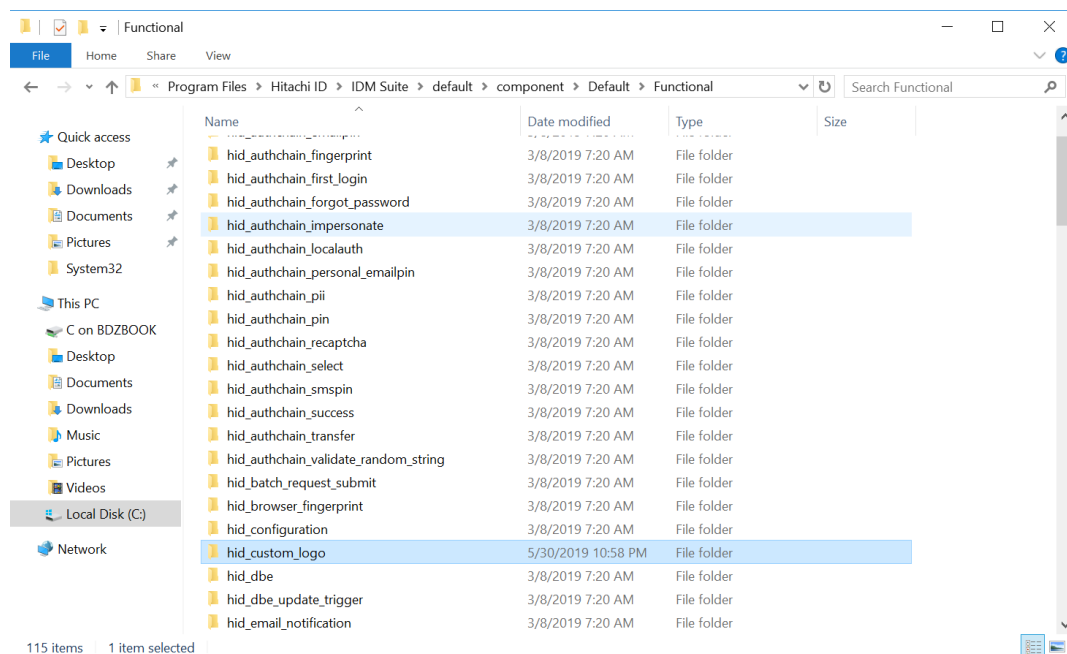 Functional
File Home Share View ?
« Program Files > Hitachi ID > IDM Suite > default > component > Default > Functional Search Functional
Name Date modified Type Size
Quick access
Desktop
Downloads
Documents
Pictures
System32
This PC
C on BDZBOOK
Desktop
Documents
Downloads
Music
Pictures
Videos
Local Disk (C:)
Network
hid_authchain_fingerprint 3/8/2019 7:20 AM File folder
hid_authchain_first_login 3/8/2019 7:20 AM File folder
hid_authchain_forgot_password 3/8/2019 7:20 AM File folder
hid_authchain_impersonate 3/8/2019 7:20 AM File folder
hid_authchain_localauth 3/8/2019 7:20 AM File folder
hid_authchain_personal_emailpin 3/8/2019 7:20 AM File folder
hid_authchain_pii 3/8/2019 7:20 AM File folder
hid_authchain_pin 3/8/2019 7:20 AM File folder
hid_authchain_recaptcha 3/8/2019 7:20 AM File folder
hid_authchain_select 3/8/2019 7:20 AM File folder
hid_authchain_smspin 3/8/2019 7:20 AM File folder
hid_authchain_success 3/8/2019 7:20 AM File folder
hid_authchain_transfer 3/8/2019 7:20 AM File folder
hid_authchain_validate_random_string 3/8/2019 7:20 AM File folder
hid_batch_request_submit 3/8/2019 7:20 AM File folder
hid_browser_fingerprint 3/8/2019 7:20 AM File folder
hid_configuration 3/8/2019 7:20 AM File folder
hid_custom_logo 5/30/2019 10:58 PM File folder
hid_dbe 3/8/2019 7:20 AM File folder
hid_dbe_update_trigger 3/8/2019 7:20 AM File folder
hid_email_notification 3/8/2019 7:20 AM File folder
115 items 1 item selected